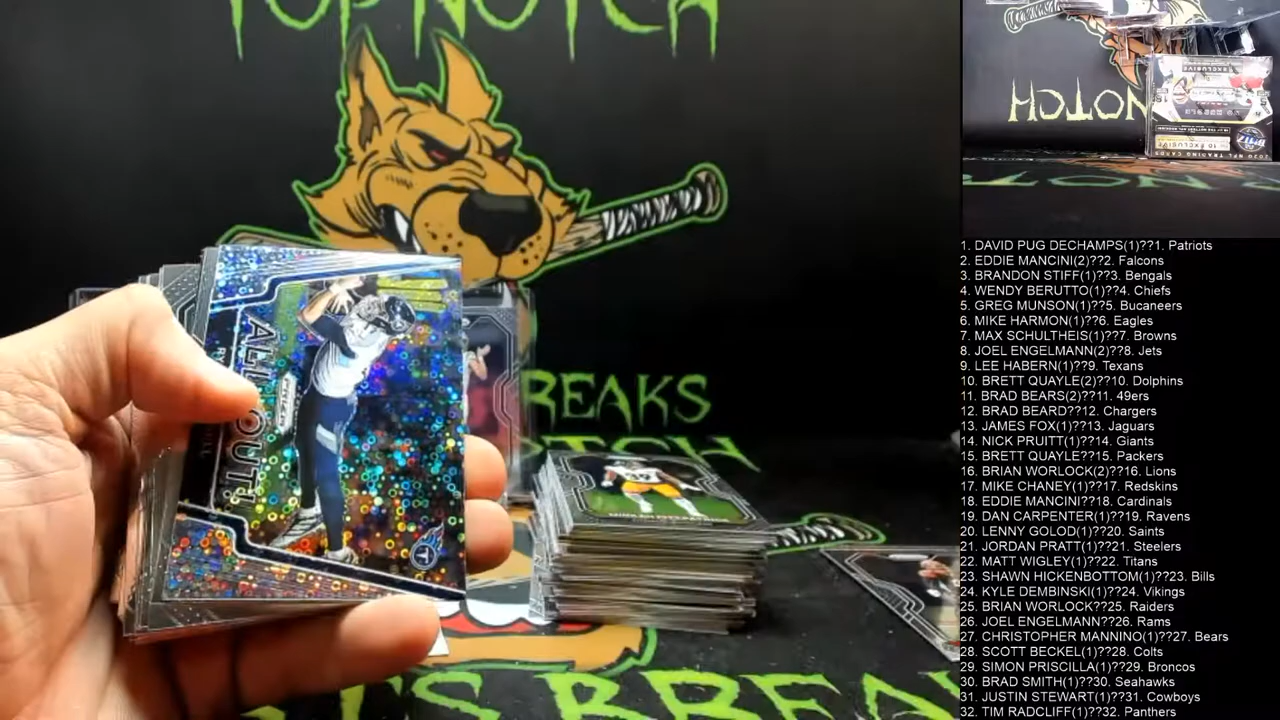 TOP NOTCH
BREAKS
LET'S BREAK
ALL OUT!
NOTCH
2020 NFL TRADING CARDS
1. DAVID PUG DECHAMPS(1)??1. Patriots
2. EDDIE MANCINI(2)??2. Falcons
3. BRANDON STIFF(1)??3. Bengals
4. WENDY BERUTTO(1)??4. Chiefs
5. GREG MUNSON(1)??5. Bucaneers
6. MIKE HARMON(1)??6. Eagles
7. MAX SCHULTHEIS(1)??7. Browns
8. JOEL ENGELMANN(2)??8. Jets
9. LEE HABERN(1)??9. Texans
10. BRETT QUAYLE(2)??10. Dolphins
11. BRAD BEARS(2)??11. 49ers
12. BRAD BEARD??12. Chargers
13. JAMES FOX(1)??13. Jaguars
14. NICK PRUITT(1)??14. Giants
15. BRETT QUAYLE??15. Packers
16. BRIAN WORLOCK(2)??16. Lions
17. MIKE CHANEY(1)??17. Redskins
18. EDDIE MANCINI??18. Cardinals
19. DAN CARPENTER(1)??19. Ravens
20. LENNY GOLOD(1)??20. Saints
21. JORDAN PRATT(1)??21. Steelers
22. MATT WIGLEY(1)??22. Titans
23. SHAWN HICKENBOTTOM(1)??23. Bills
24. KYLE DEMBINSKI(1)??24. Vikings
25. BRIAN WORLOCK??25. Raiders
26. JOEL ENGELMANN??26. Rams
27. CHRISTOPHER MANNINO(1)??27. Bears
28. SCOTT BECKEL(1)??28. Colts
29. SIMON PRISCILLA(1)??29. Broncos
30. BRAD SMITH(1)??30. Seahawks
31. JUSTIN STEWART(1)??31. Cowboys
32. TIM RADCLIFF(1)??32. Panthers